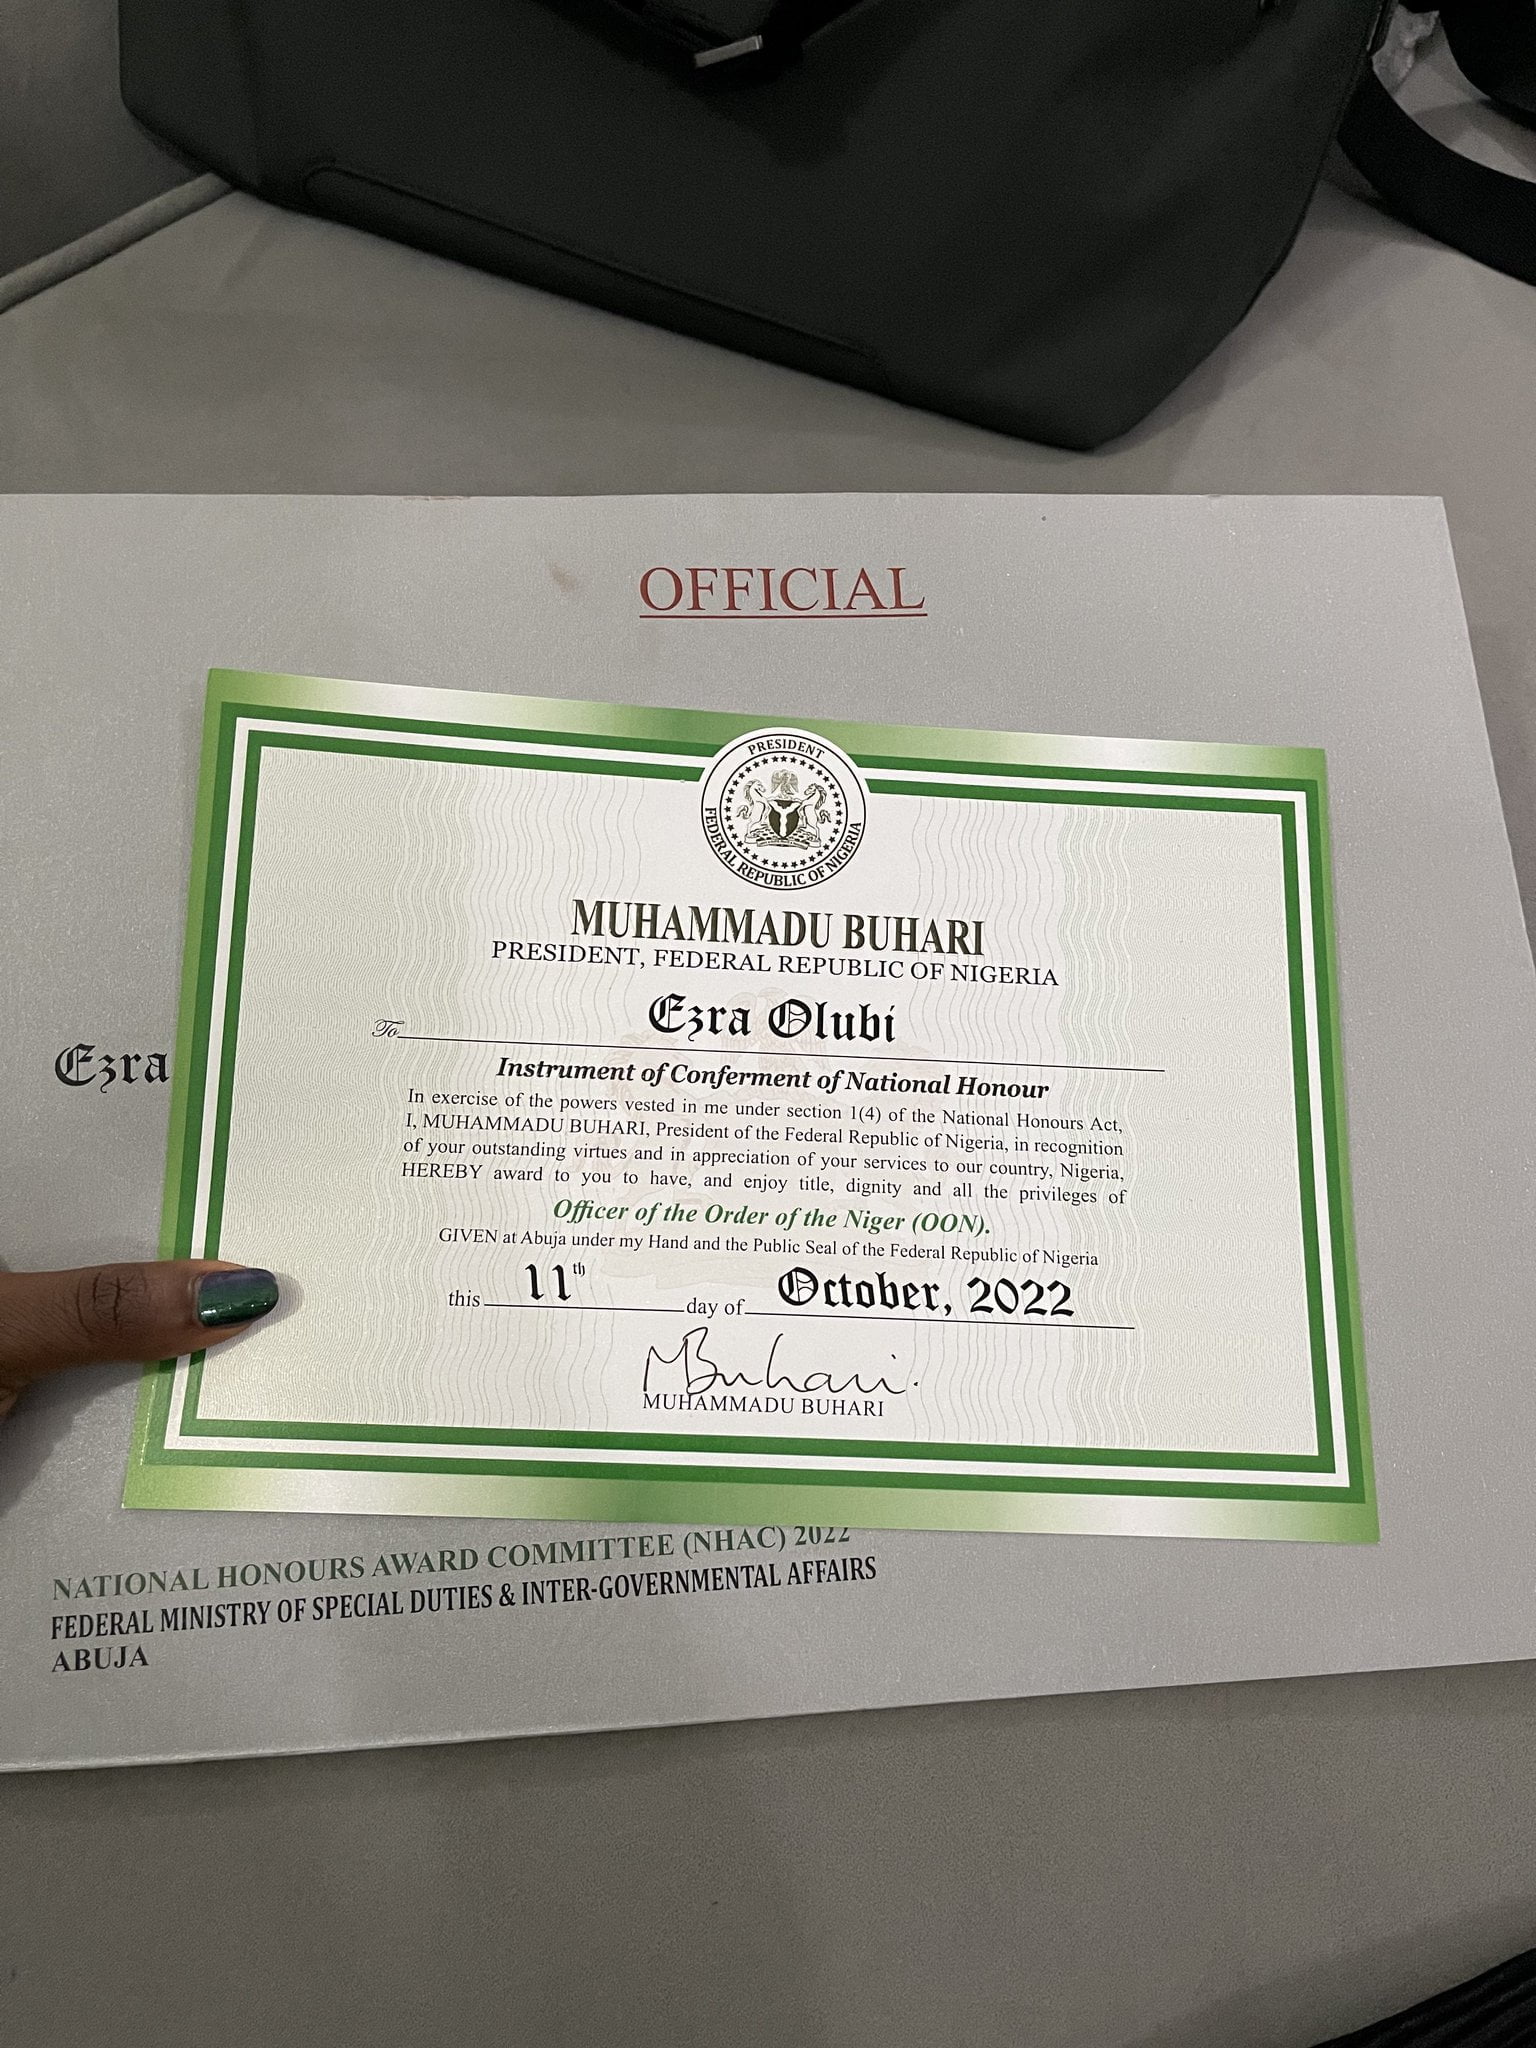 OFFICIAL
PRESIDENT
FEDERAL REPUBLIC OF NIGERIA
MUHAMMADU BUHARI
PRESIDENT, FEDERAL REPUBLIC OF NIGERIA
To Ezra Olubi
Ezra
Instrument of Conferment of National Honour
In exercise of the powers vested in me under section 1(4) of the National Honours Act,
I, MUHAMMADU BUHARI, President of the Federal Republic of Nigeria, in recognition
of your outstanding virtues and in appreciation of your services to our country, Nigeria,
HEREBY award to you to have, and enjoy title, dignity and all the privileges of
Officer of the Order of the Niger (OON).
GIVEN at Abuja under my Hand and the Public Seal of the Federal Republic of Nigeria
this 11th day of October, 2022
MBuhari.
MUHAMMADU BUHARI
NATIONAL HONOURS AWARD COMMITTEE (NHAC) 2022
FEDERAL MINISTRY OF SPECIAL DUTIES & INTER-GOVERNMENTAL AFFAIRS
ABUJA